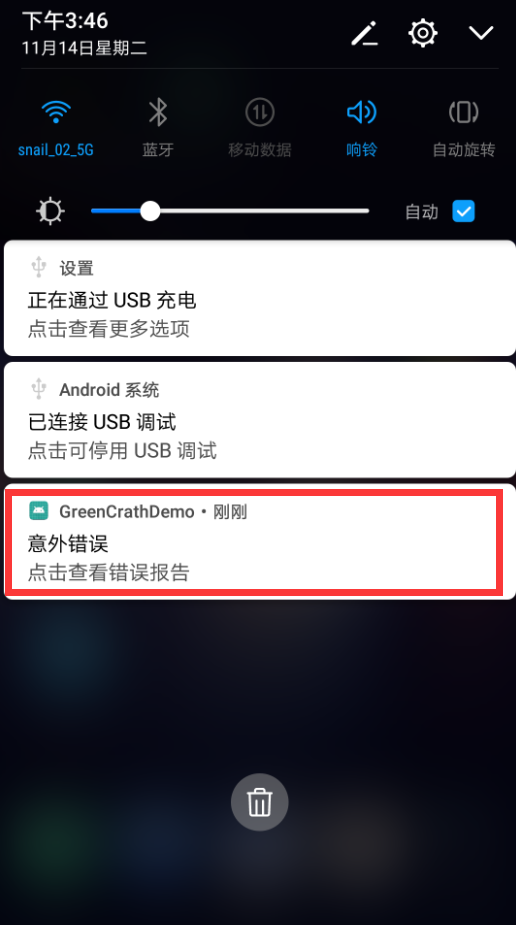 下午3:46
11月14日星期二
snail_02_5G
蓝牙
移动数据
响铃
自动旋转
自动
设置
正在通过 USB 充电
点击查看更多选项
Android 系统
已连接 USB 调试
点击可停用 USB 调试
GreenCrathDemo • 刚刚
意外错误
点击查看错误报告